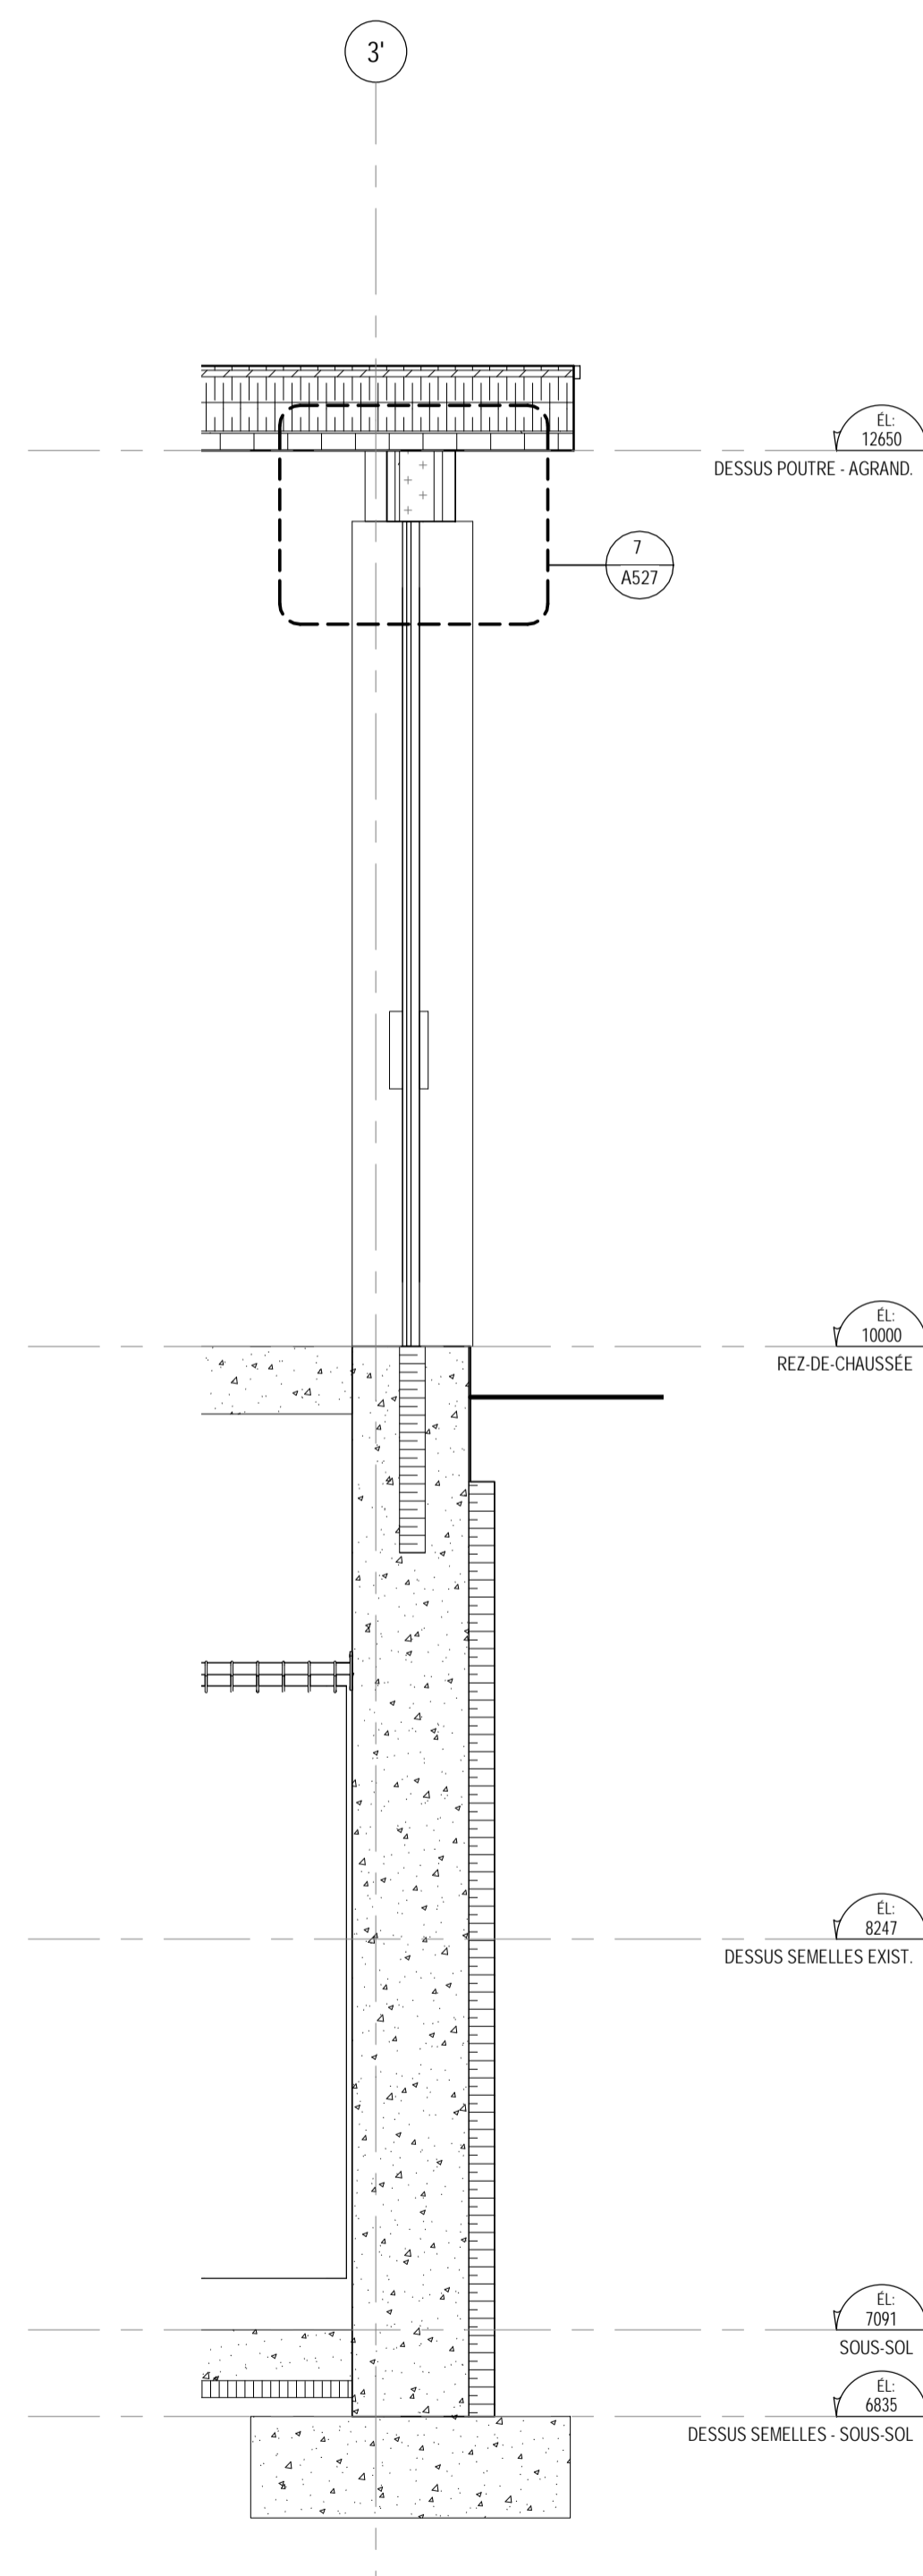 3'
ÉL:
12650
DESSUS POUTRE - AGRAND.
7
A527
ÉL:
10000
REZ-DE-CHAUSSÉE
ÉL:
8247
DESSUS SEMELLES EXIST.
ÉL:
7091
SOUS-SOL
ÉL:
6835
DESSUS SEMELLES - SOUS-SOL